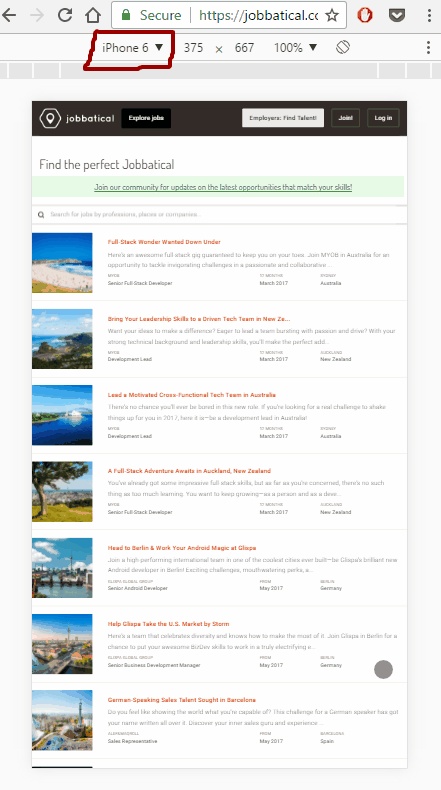 Secure https://jobbatical.co
iPhone 6 ▼ 375 × 667 100% ▼
jobbatical Explore jobs Employers: Find Talent! Join! Log in
Find the perfect Jobbatical
Join our community for updates on the latest opportunities that match your skills!
Search for jobs by professions, places or companies.
Full-Stack Wonder Wanted Down Under
Here's an awesome full stack gig guaranteed to keep you on your toes. Join MYOB in Australia for an
opportunity to tackle invigorating challenges in a passionate and collaborative...
MYOB 12 MONTHS SYDNEY
Senior Full Stack Developer March 2017 Australia
Bring Your Leadership Skills to a Driven Tech Team in New Ze...
Want your ideas to make a difference? Eager to lead a team bursting with passion and drive? With your
strong technical background and leadership skills, you'll make the perfect add...
MYOB 12 MONTHS AUCKLAND
Development Lead March 2017 New Zealand
Lead a Motivated Cross-Functional Tech Team in Australia
There's no chance you'll ever be bored in this new role. If you're looking for a real challenge to shake
things up for you in 2017, here it is—be a development lead in Australia!
MYOB 12 MONTHS SYDNEY
Development Lead March 2017 Australia
A Full-Stack Adventure Awaits in Auckland, New Zealand
You've already got some impressive full stack skills, but as far as you're concerned, there's no such
thing as too much learning. You want to keep growing—as a person and as a deve...
MYOB 12 MONTHS AUCKLAND
Senior Full Stack Developer March 2017 New Zealand
Head to Berlin & Work Your Android Magic at Glispa
Join a high performing international team in one of the coolest cities ever built—be Glispa's brilliant new
Android developer in Berlin! Exciting challenges, mouthwatering perks, a...
GLISPA GLOBAL GROUP FROM BERLIN
Senior Android Developer May 2017 Germany
Help Glispa Take the U.S. Market by Storm
Here's a team that celebrates diversity and knows how to make the most of it. Join Glispa in Berlin for a
chance to put your awesome BizDev skills to work in a truly electrifying e...
GLISPA GLOBAL GROUP FROM BERLIN
Senior Business Development Manager May 2017 Germany
German-Speaking Sales Talent Sought in Barcelona
Do you feel like showing the world what you're capable of? This challenge for a German speaker has got
your name written all over it. Discover your inner sales guru and experience ...
FROM BARCELONA
Sales Representative May 2017 Spain